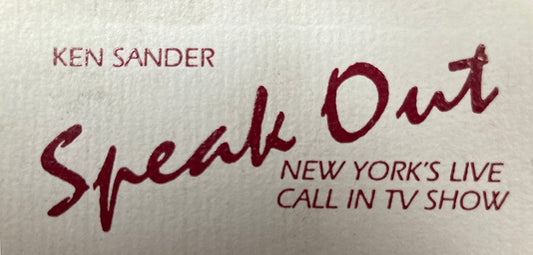 KEN SANDER
Speak Out
NEW YORK'S LIVE
CALL IN TV SHOW